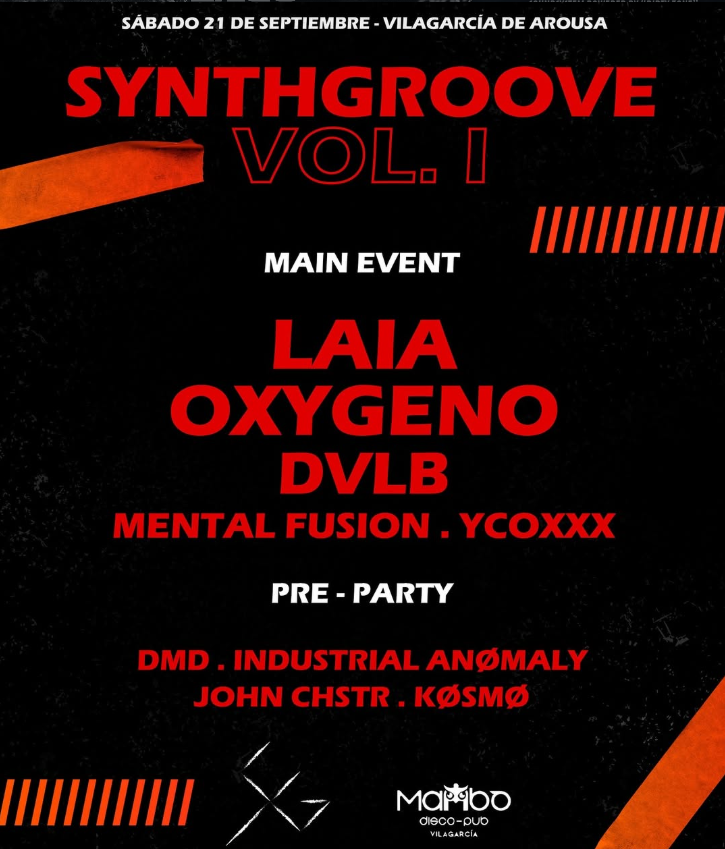 SÁBADO 21 DE SEPTIEMBRE - VILAGARCÍA DE AROUSA
SYNTHGROOVE
VOL. I
MAIN EVENT
LAIA
OXYGENO
DVLB
MENTAL FUSION . YCOXXX
PRE - PARTY
DMD . INDUSTRIAL ANØMALY
JOHN CHSTR . KØSMØ
SG
Mambo
disco-pub
VILAGARCÍA